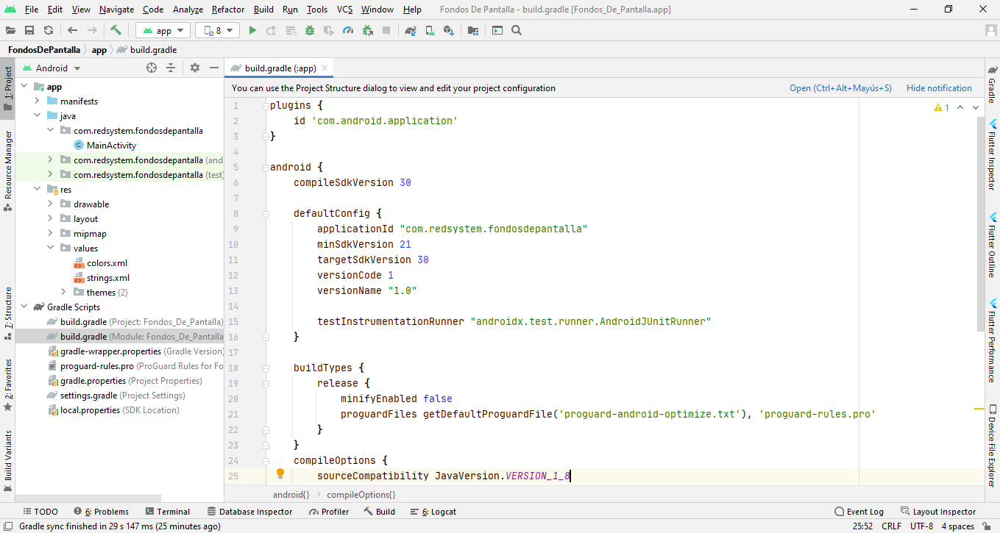 File Edit View Navigate Code Analyze Refactor Build Run Tools VCS Window Help Fondos De Pantalla - build.gradle [Fondos_De_Pantalla.app]
app 8
FondosDePantalla app build.gradle
1: Project
Resource Manager
7: Structure
2: Favorites
Build Variants
Android
app
manifests
java
com.redsystem.fondosdepantalla
C MainActivity
com.redsystem.fondosdepantalla (and
com.redsystem.fondosdepantalla (test)
res
drawable
layout
mipmap
values
colors.xml
strings.xml
themes (2)
Gradle Scripts
build.gradle (Project: Fondos_De_Pantalla)
build.gradle (Module: Fondos_De_Pantalla
gradle-wrapper.properties (Gradle Version)
proguard-rules.pro (ProGuard Rules for Fo
gradle.properties (Project Properties)
settings.gradle (Project Settings)
local.properties (SDK Location)
build.gradle (:app)
You can use the Project Structure dialog to view and edit your project configuration Open (Ctrl+Alt+Mayús+S) Hide notification
1 plugins {
2 id 'com.android.application'
3 }
4
5 android {
6 compileSdkVersion 30
7
8 defaultConfig {
9 applicationId "com.redsystem.fondosdepantalla"
10 minSdkVersion 21
11 targetSdkVersion 30
12 versionCode 1
13 versionName "1.0"
14
15 testInstrumentationRunner "androidx.test.runner.AndroidJUnitRunner"
16 }
17
18 buildTypes {
19 release {
20 minifyEnabled false
21 proguardFiles getDefaultProguardFile('proguard-android-optimize.txt'), 'proguard-rules.pro'
22 }
23 }
24 compileOptions {
25 sourceCompatibility JavaVersion.VERSION_1_8
1
android{} compileOptions{}
Gradle
Flutter Inspector
Flutter Outline
Flutter Performance
Device File Explorer
TODO 6: Problems Terminal Database Inspector Profiler Build 6: Logcat Event Log Layout Inspector
Gradle sync finished in 29 s 147 ms (25 minutes ago) 25:52 CRLF UTF-8 4 spaces